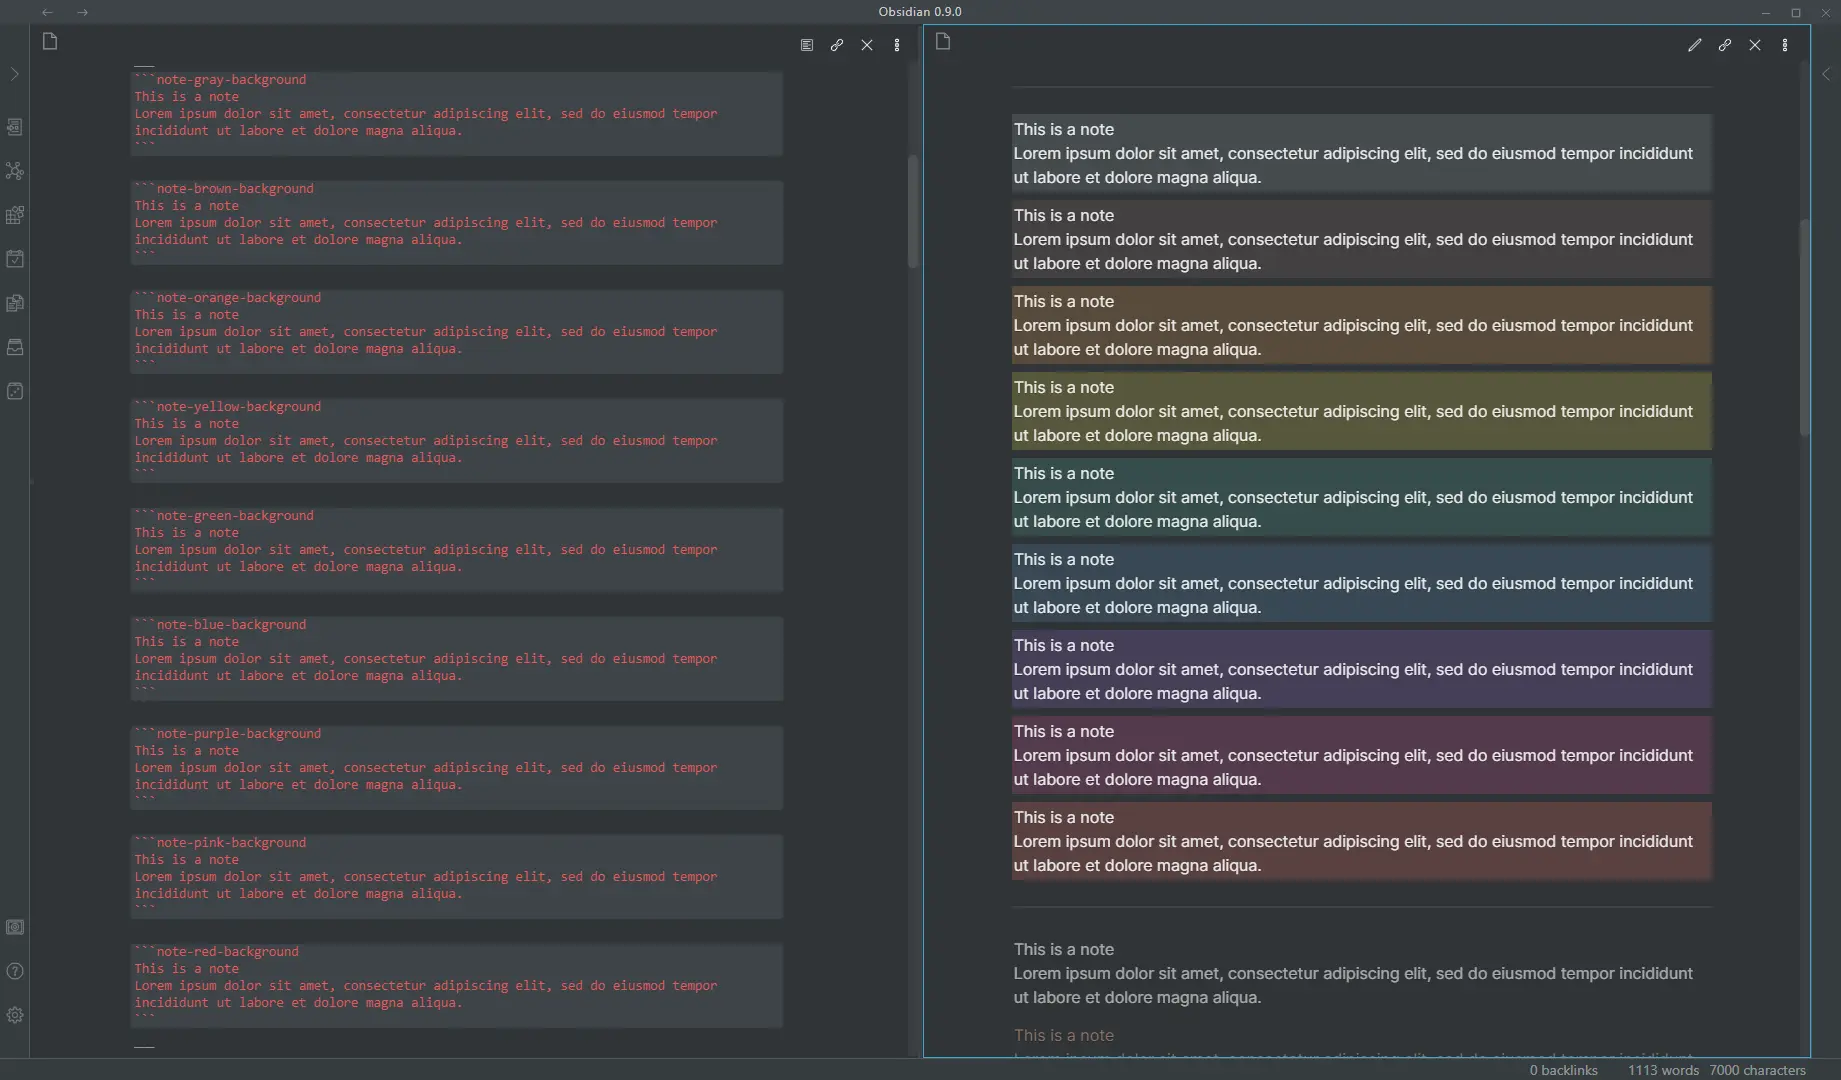 Obsidian 0.9.0
```note-gray-background
This is a note
Lorem ipsum dolor sit amet, consectetur adipiscing elit, sed do eiusmod tempor
incididunt ut labore et dolore magna aliqua.
```
```note-brown-background
This is a note
Lorem ipsum dolor sit amet, consectetur adipiscing elit, sed do eiusmod tempor
incididunt ut labore et dolore magna aliqua.
```
```note-orange-background
This is a note
Lorem ipsum dolor sit amet, consectetur adipiscing elit, sed do eiusmod tempor
incididunt ut labore et dolore magna aliqua.
```
```note-yellow-background
This is a note
Lorem ipsum dolor sit amet, consectetur adipiscing elit, sed do eiusmod tempor
incididunt ut labore et dolore magna aliqua.
```
```note-green-background
This is a note
Lorem ipsum dolor sit amet, consectetur adipiscing elit, sed do eiusmod tempor
incididunt ut labore et dolore magna aliqua.
```
```note-blue-background
This is a note
Lorem ipsum dolor sit amet, consectetur adipiscing elit, sed do eiusmod tempor
incididunt ut labore et dolore magna aliqua.
```
```note-purple-background
This is a note
Lorem ipsum dolor sit amet, consectetur adipiscing elit, sed do eiusmod tempor
incididunt ut labore et dolore magna aliqua.
```
```note-pink-background
This is a note
Lorem ipsum dolor sit amet, consectetur adipiscing elit, sed do eiusmod tempor
incididunt ut labore et dolore magna aliqua.
```
```note-red-background
This is a note
Lorem ipsum dolor sit amet, consectetur adipiscing elit, sed do eiusmod tempor
incididunt ut labore et dolore magna aliqua.
```
This is a note
Lorem ipsum dolor sit amet, consectetur adipiscing elit, sed do eiusmod tempor incididunt
ut labore et dolore magna aliqua.
This is a note
Lorem ipsum dolor sit amet, consectetur adipiscing elit, sed do eiusmod tempor incididunt
ut labore et dolore magna aliqua.
This is a note
Lorem ipsum dolor sit amet, consectetur adipiscing elit, sed do eiusmod tempor incididunt
ut labore et dolore magna aliqua.
This is a note
Lorem ipsum dolor sit amet, consectetur adipiscing elit, sed do eiusmod tempor incididunt
ut labore et dolore magna aliqua.
This is a note
Lorem ipsum dolor sit amet, consectetur adipiscing elit, sed do eiusmod tempor incididunt
ut labore et dolore magna aliqua.
This is a note
Lorem ipsum dolor sit amet, consectetur adipiscing elit, sed do eiusmod tempor incididunt
ut labore et dolore magna aliqua.
This is a note
Lorem ipsum dolor sit amet, consectetur adipiscing elit, sed do eiusmod tempor incididunt
ut labore et dolore magna aliqua.
This is a note
Lorem ipsum dolor sit amet, consectetur adipiscing elit, sed do eiusmod tempor incididunt
ut labore et dolore magna aliqua.
This is a note
Lorem ipsum dolor sit amet, consectetur adipiscing elit, sed do eiusmod tempor incididunt
ut labore et dolore magna aliqua.
This is a note
Lorem ipsum dolor sit amet, consectetur adipiscing elit, sed do eiusmod tempor incididunt
ut labore et dolore magna aliqua.
This is a note
0 backlinks 1113 words 7000 characters